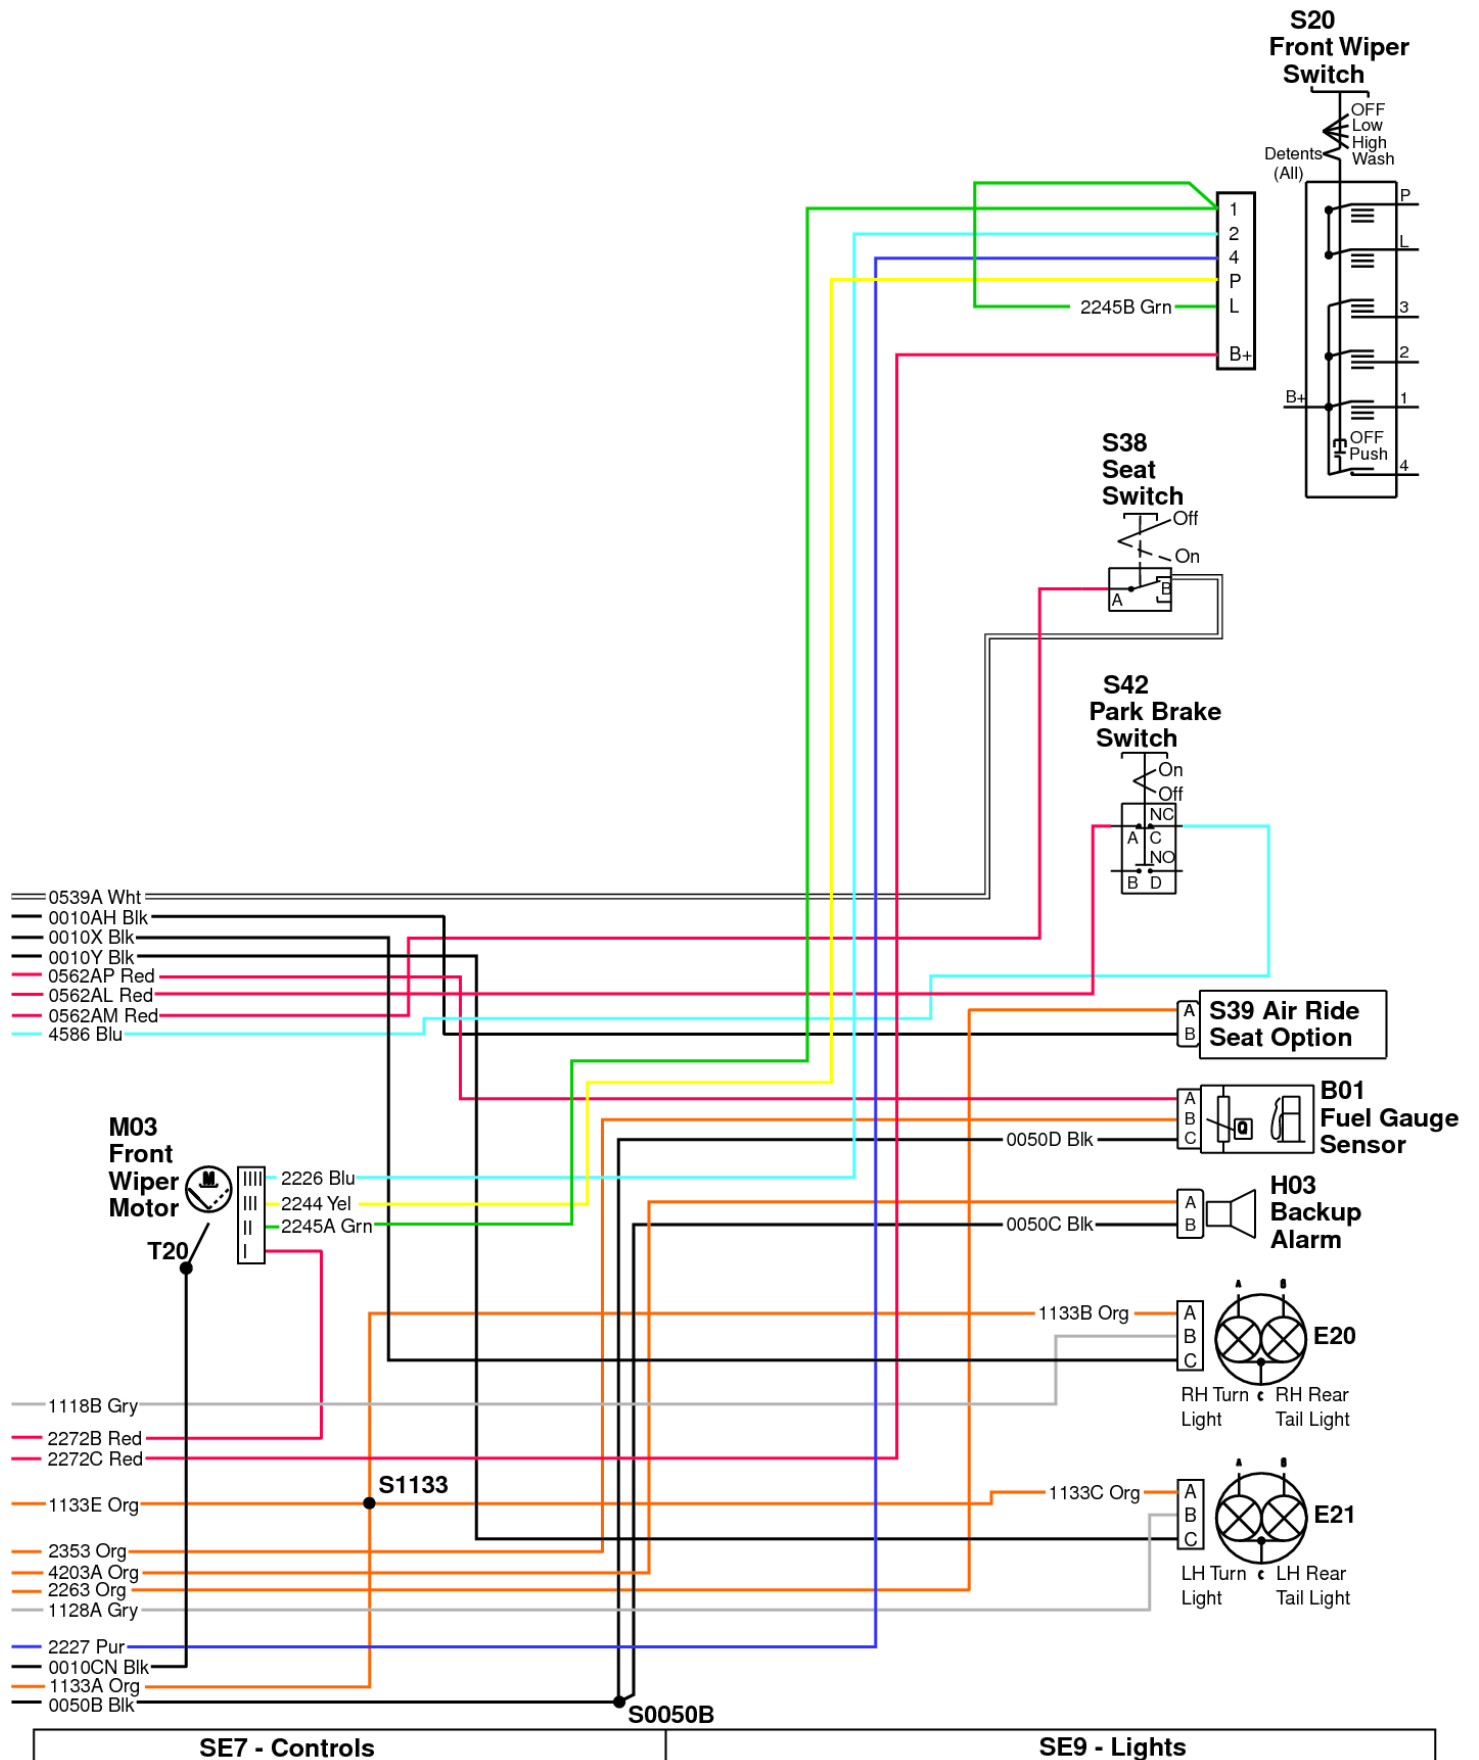 S20
Front Wiper
Switch
OFF
Low
High
Wash
Detents
(All)
P
L
3
2
1
B+
OFF
Push
4
1
2
4
P
L
B+
2245B Grn
S38
Seat
Switch
Off
On
A
B
S42
Park Brake
Switch
On
Off
NC
A C
NO
B D
0539A Wht
0010AH Blk
0010X Blk
0010Y Blk
0562AP Red
0562AL Red
0562AM Red
4586 Blu
A
B
S39 Air Ride
Seat Option
A
B
C
Q
B01
Fuel Gauge
Sensor
0050D Blk
M03
Front
Wiper
Motor
M
T20
IIII
III
II
I
2226 Blu
2244 Yel
2245A Grn
0050C Blk
A
B
H03
Backup
Alarm
1133B Org
A
B
C
A B
E20
RH Turn C RH Rear
Light Tail Light
1118B Gry
2272B Red
2272C Red
S1133
1133E Org
1133C Org
A
B
C
A B
E21
LH Turn C LH Rear
Light Tail Light
2353 Org
4203A Org
2263 Org
1128A Gry
2227 Pur
0010CN Blk
1133A Org
0050B Blk
S0050B
SE7 - Controls
SE9 - Lights